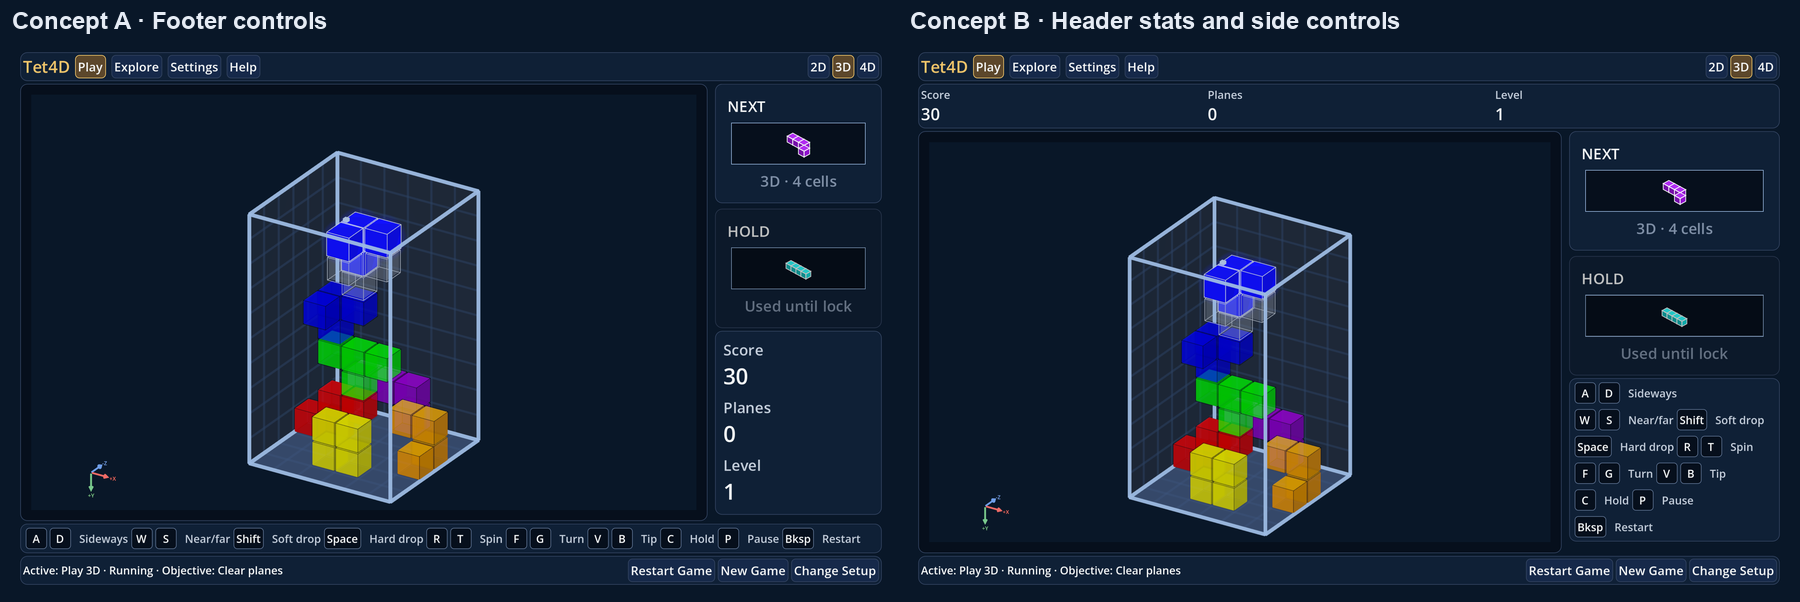 Concept A · Footer controls
Tet4D Play Explore Settings Help 2D 3D 4D
NEXT
3D · 4 cells
HOLD
Used until lock
Score
30
Planes
0
Level
1
+X
+Y
Z
A D Sideways W S Near/far Shift Soft drop Space Hard drop R T Spin F G Turn V B Tip C Hold P Pause Bksp Restart
Active: Play 3D · Running · Objective: Clear planes Restart Game New Game Change Setup
Concept B · Header stats and side controls
Tet4D Play Explore Settings Help 2D 3D 4D
Score Planes Level
30 0 1
NEXT
3D · 4 cells
HOLD
Used until lock
A D Sideways
W S Near/far Shift Soft drop
Space Hard drop R T Spin
F G Turn V B Tip
C Hold P Pause
Bksp Restart
+X
+Y
Z
Active: Play 3D · Running · Objective: Clear planes Restart Game New Game Change Setup